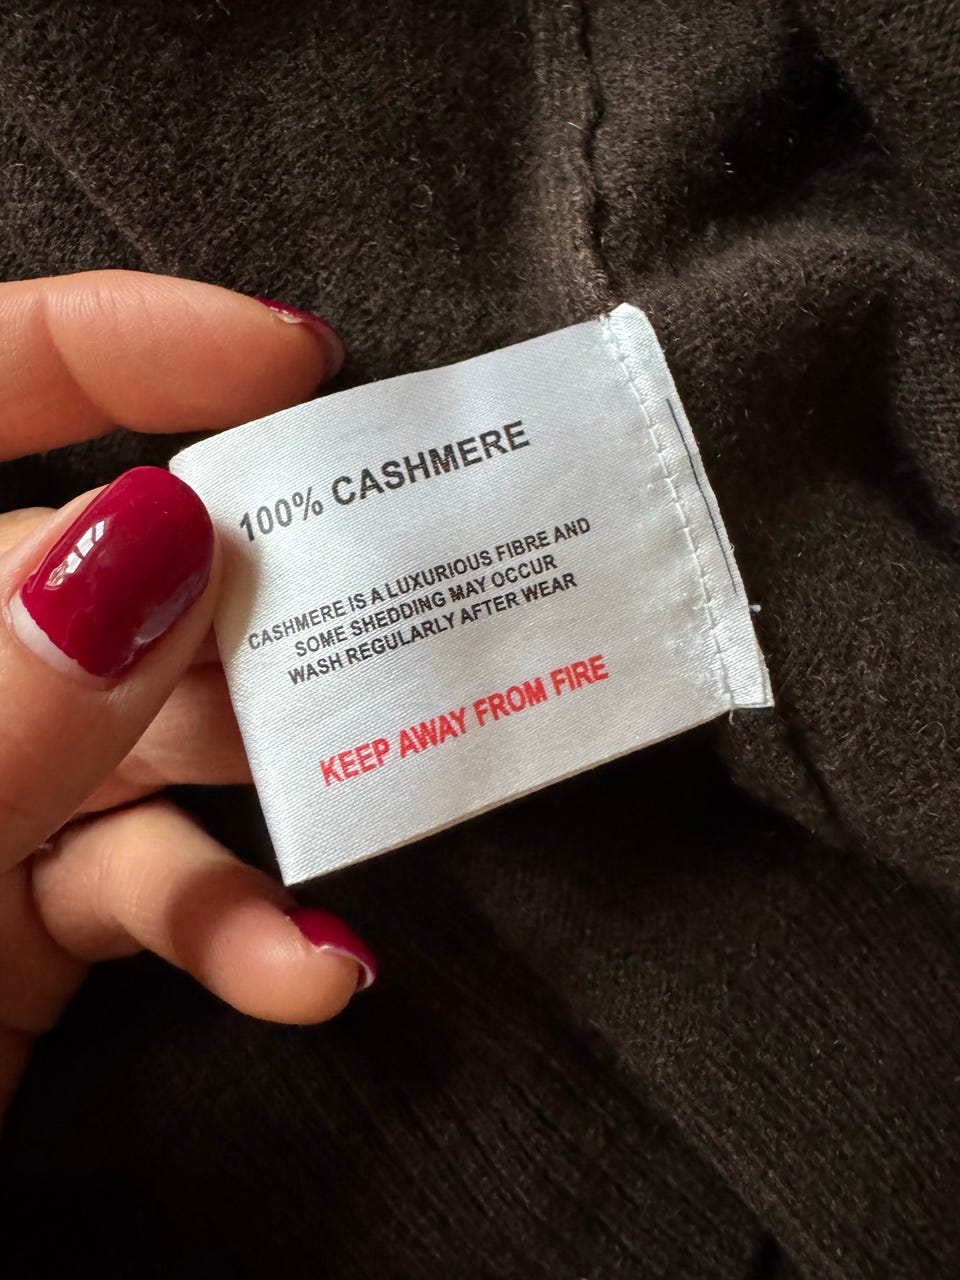 100% CASHMERE
CASHMERE IS A LUXURIOUS FIBRE AND
SOME SHEDDING MAY OCCUR
WASH REGULARLY AFTER WEAR
KEEP AWAY FROM FIRE